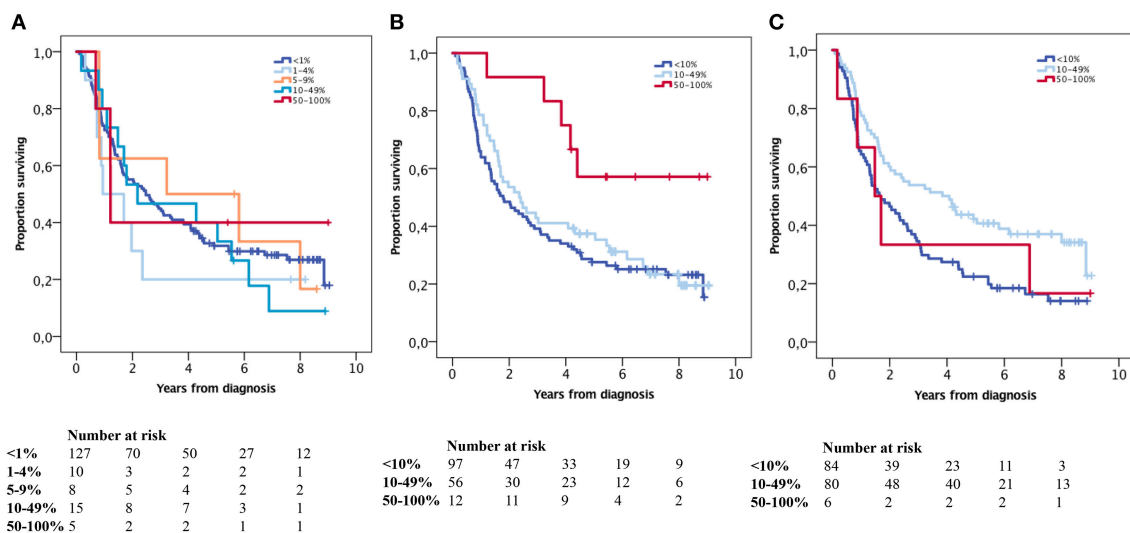 A
Proportion surviving
1,0
0,8
0,6
0,4
0,2
0,0
<1%
1-4%
5-9%
10-49%
50-100%
0 2 4 6 8 10
Years from diagnosis
Number at risk
<1% 127 70 50 27 12
1-4% 10 3 2 2 1
5-9% 8 5 4 2 2
10-49% 15 8 7 3 1
50-100% 5 2 2 1 1
B
Proportion surviving
1,0
0,8
0,6
0,4
0,2
0,0
<10%
10-49%
50-100%
0 2 4 6 8 10
Years from diagnosis
Number at risk
<10% 97 47 33 19 9
10-49% 56 30 23 12 6
50-100% 12 11 9 4 2
C
Proportion surviving
1,0
0,8
0,6
0,4
0,2
0,0
<10%
10-49%
50-100%
0 2 4 6 8 10
Years from diagnosis
Number at risk
<10% 84 39 23 11 3
10-49% 80 48 40 21 13
50-100% 6 2 2 2 1